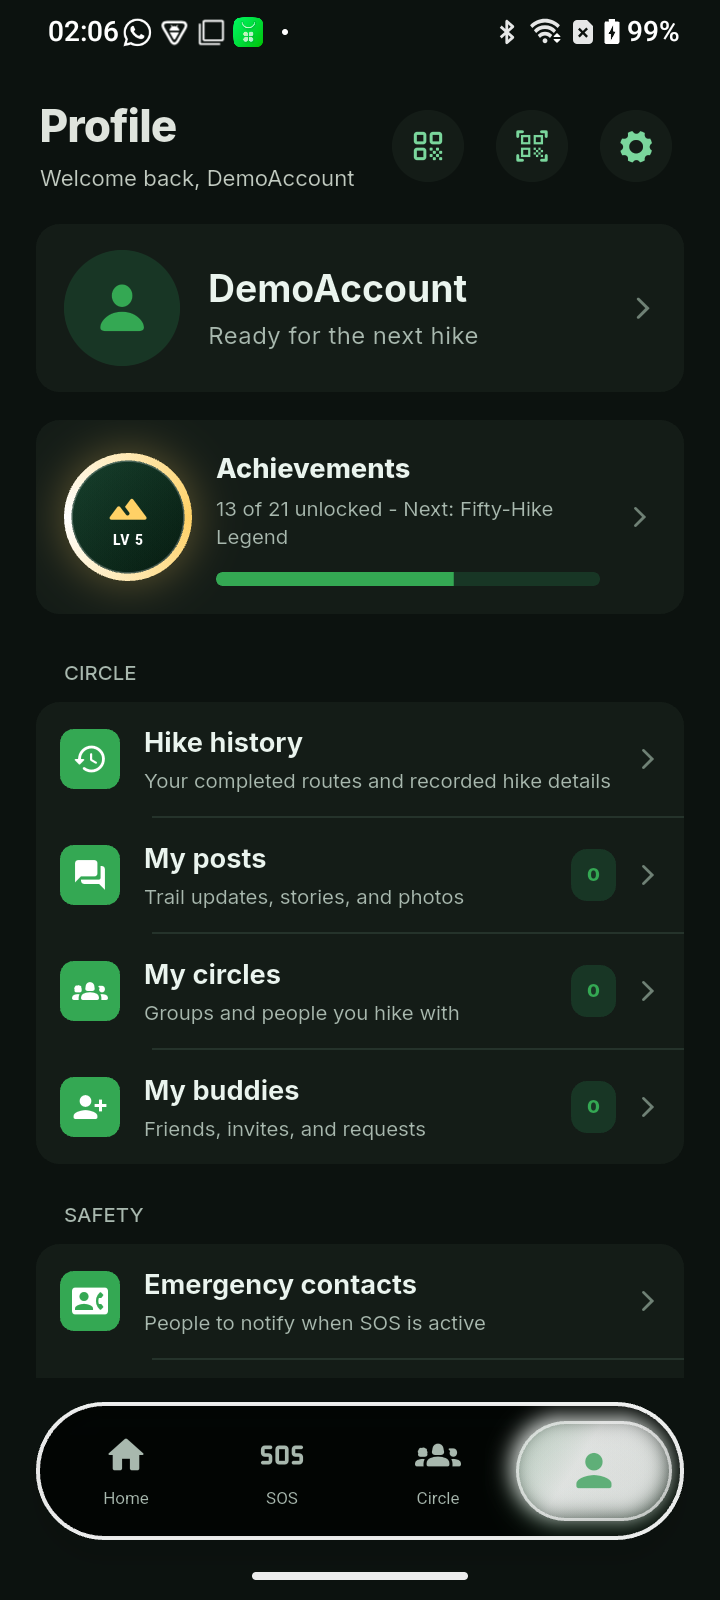 02:06
99%
Profile
Welcome back, DemoAccount
DemoAccount
Ready for the next hike
Achievements
13 of 21 unlocked - Next: Fifty-Hike
Legend
LV 5
CIRCLE
Hike history
Your completed routes and recorded hike details
My posts
Trail updates, stories, and photos
0
My circles
Groups and people you hike with
0
My buddies
Friends, invites, and requests
0
SAFETY
Emergency contacts
People to notify when SOS is active
SOS
Home
SOS
Circle